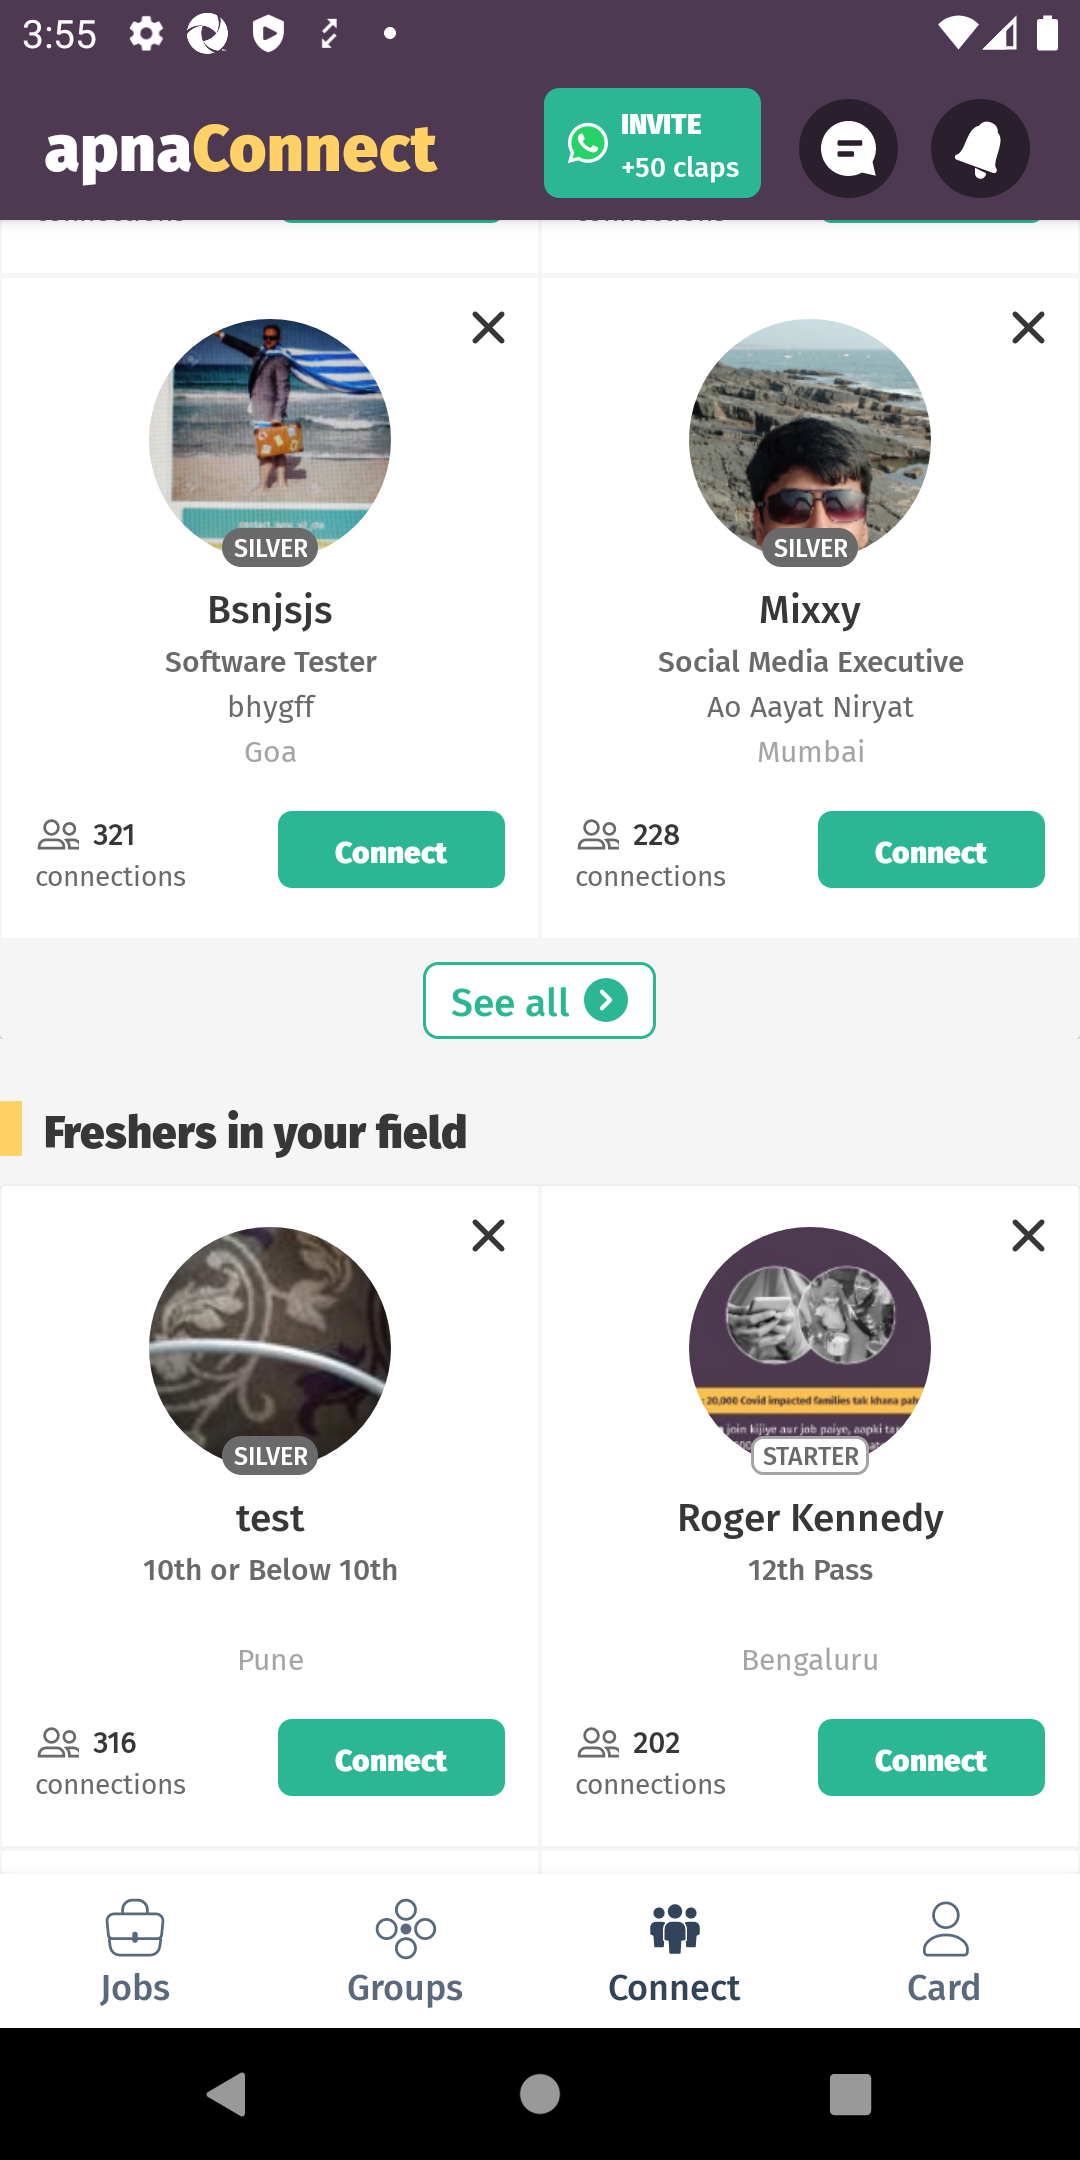 3:55
apnaConnect
INVITE
+50 claps
Bsnjsjs
Software Tester
bhygff
Goa
321
connections
Connect
SILVER
Mixxy
Social Media Executive
Ao Aayat Niryat
Mumbai
228
connections
Connect
SILVER
See all
Freshers in your field
SILVER
test
10th or Below 10th
Pune
316
connections
Connect
20,000 Covid impacted families tak khana
join kijiye aur job paiye, aapki
STARTER
Roger Kennedy
12th Pass
Bengaluru
202
connections
Connect
Jobs
Groups
Connect
Card